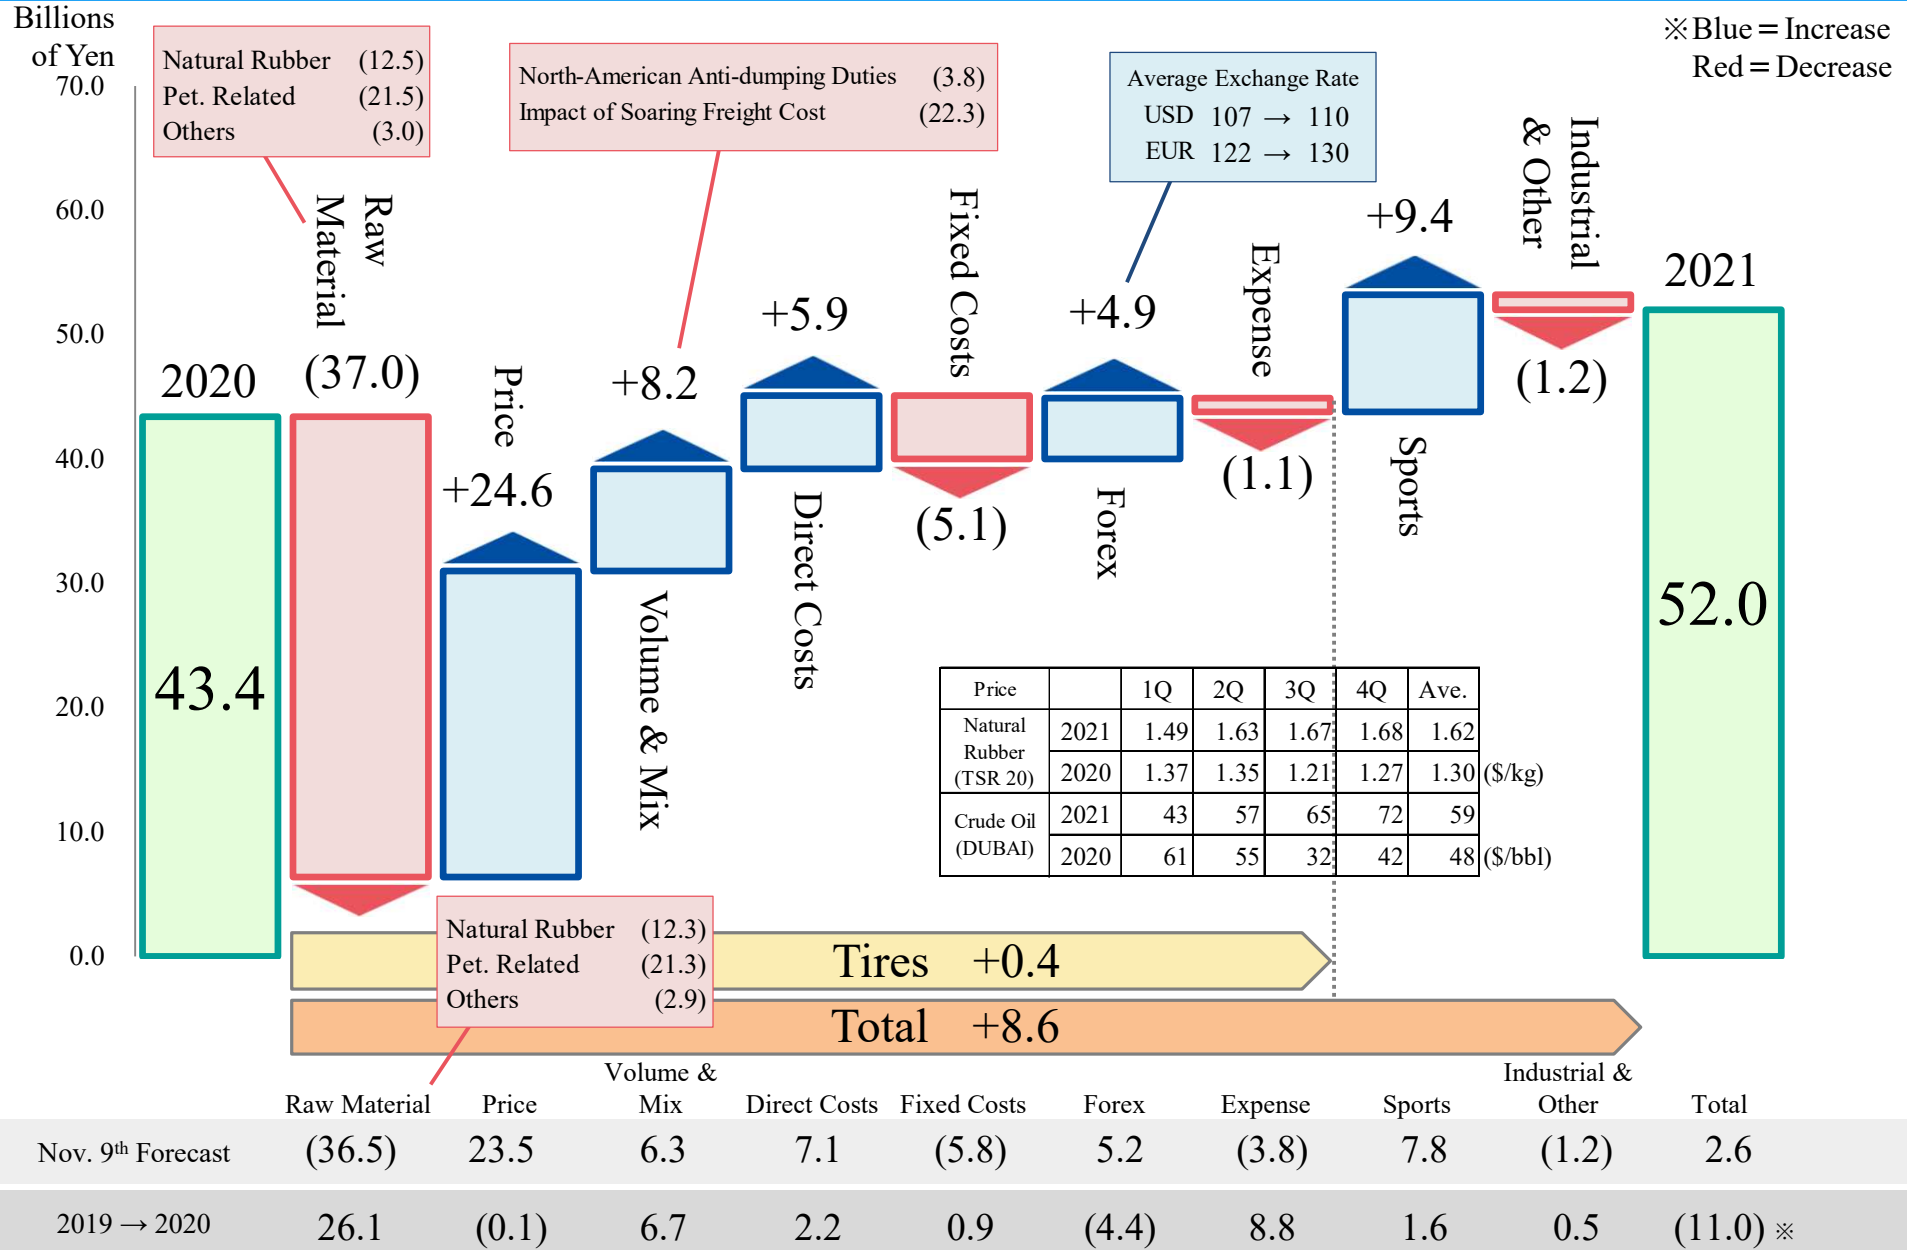 Billions
of Yen
※Blue＝Increase
Red＝Decrease
70.0
60.0
50.0
40.0
30.0
20.0
10.0
0.0
Natural Rubber (12.5)
Pet. Related (21.5)
Others (3.0)
North-American Anti-dumping Duties (3.8)
Impact of Soaring Freight Cost (22.3)
Average Exchange Rate
USD 107 → 110
EUR 122 → 130
2020
43.4
Raw
Material
(37.0)
Price
+24.6
+8.2
Volume & Mix
+5.9
Direct Costs
Fixed Costs
(5.1)
+4.9
Forex
Expense
(1.1)
+9.4
Sports
Industrial
& Other
(1.2)
2021
52.0
Price 1Q 2Q 3Q 4Q Ave.
Natural
Rubber
(TSR 20)
2021 1.49 1.63 1.67 1.68 1.62
2020 1.37 1.35 1.21 1.27 1.30 ($/kg)
Crude Oil
(DUBAI)
2021 43 57 65 72 59
2020 61 55 32 42 48 ($/bbl)
Natural Rubber (12.3)
Pet. Related (21.3)
Others (2.9)
Tires +0.4
Total +8.6
Raw Material Price Volume & Mix Direct Costs Fixed Costs Forex Expense Sports Industrial & Other Total
Nov. 9th Forecast (36.5) 23.5 6.3 7.1 (5.8) 5.2 (3.8) 7.8 (1.2) 2.6
2019 → 2020 26.1 (0.1) 6.7 2.2 0.9 (4.4) 8.8 1.6 0.5 (11.0) ※